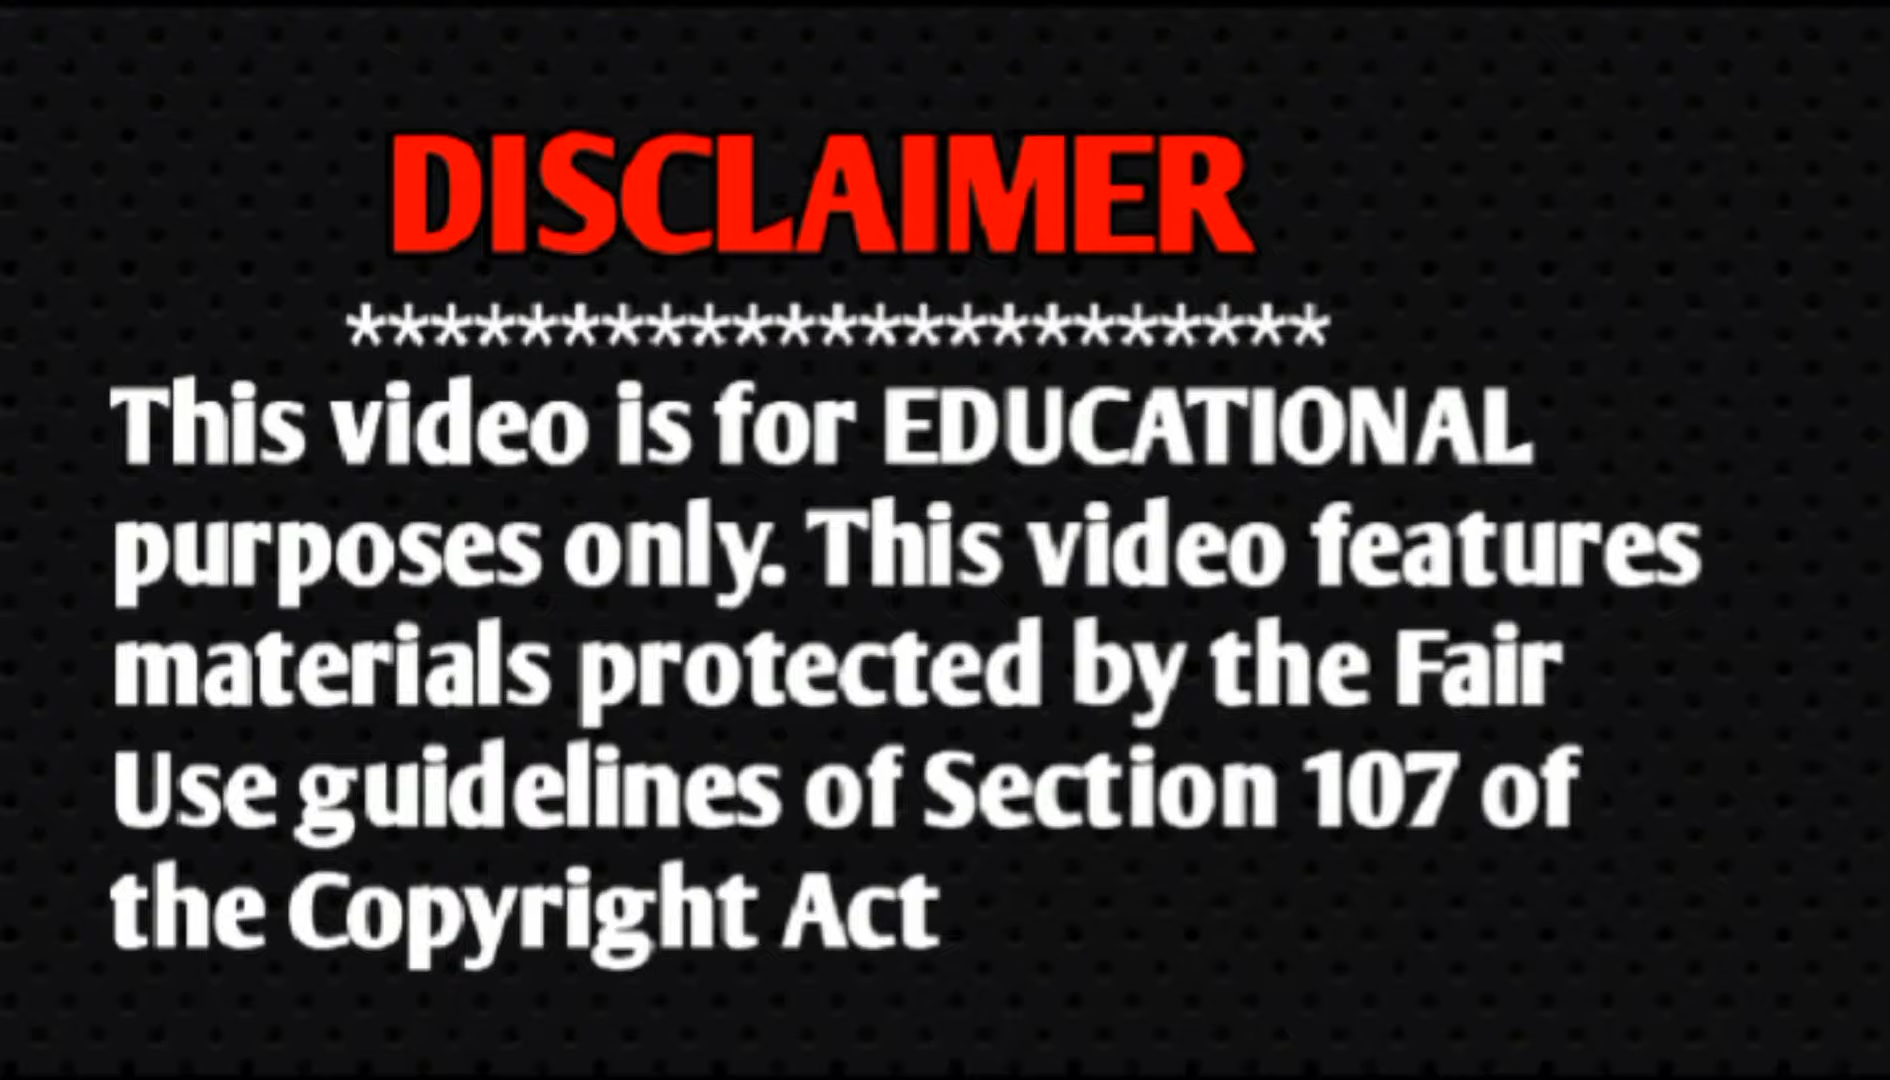 DISCLAIMER
***********************
This video is for EDUCATIONAL
purposes only. This video features
materials protected by the Fair
Use guidelines of Section 107 of
the Copyright Act